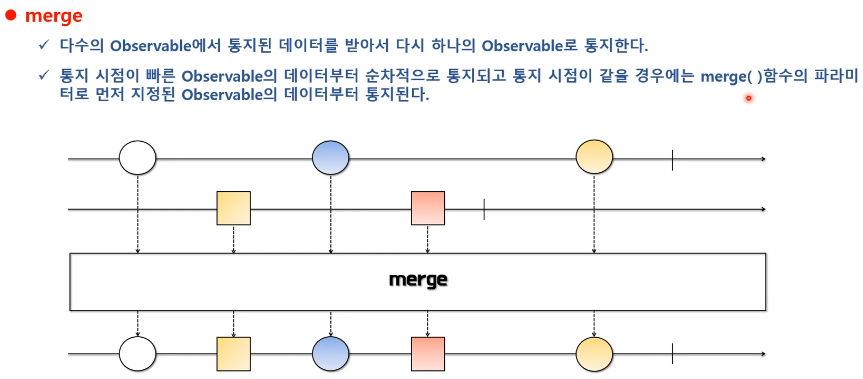 merge
다수의 Observable에서 통지된 데이터를 받아서 다시 하나의 Observable로 통지한다.
통지 시점이 빠른 Observable의 데이터부터 순차적으로 통지되고 통지 시점이 같을 경우에는 merge( )함수의 파라미
터로 먼저 지정된 Observable의 데이터부터 통지된다.
merge